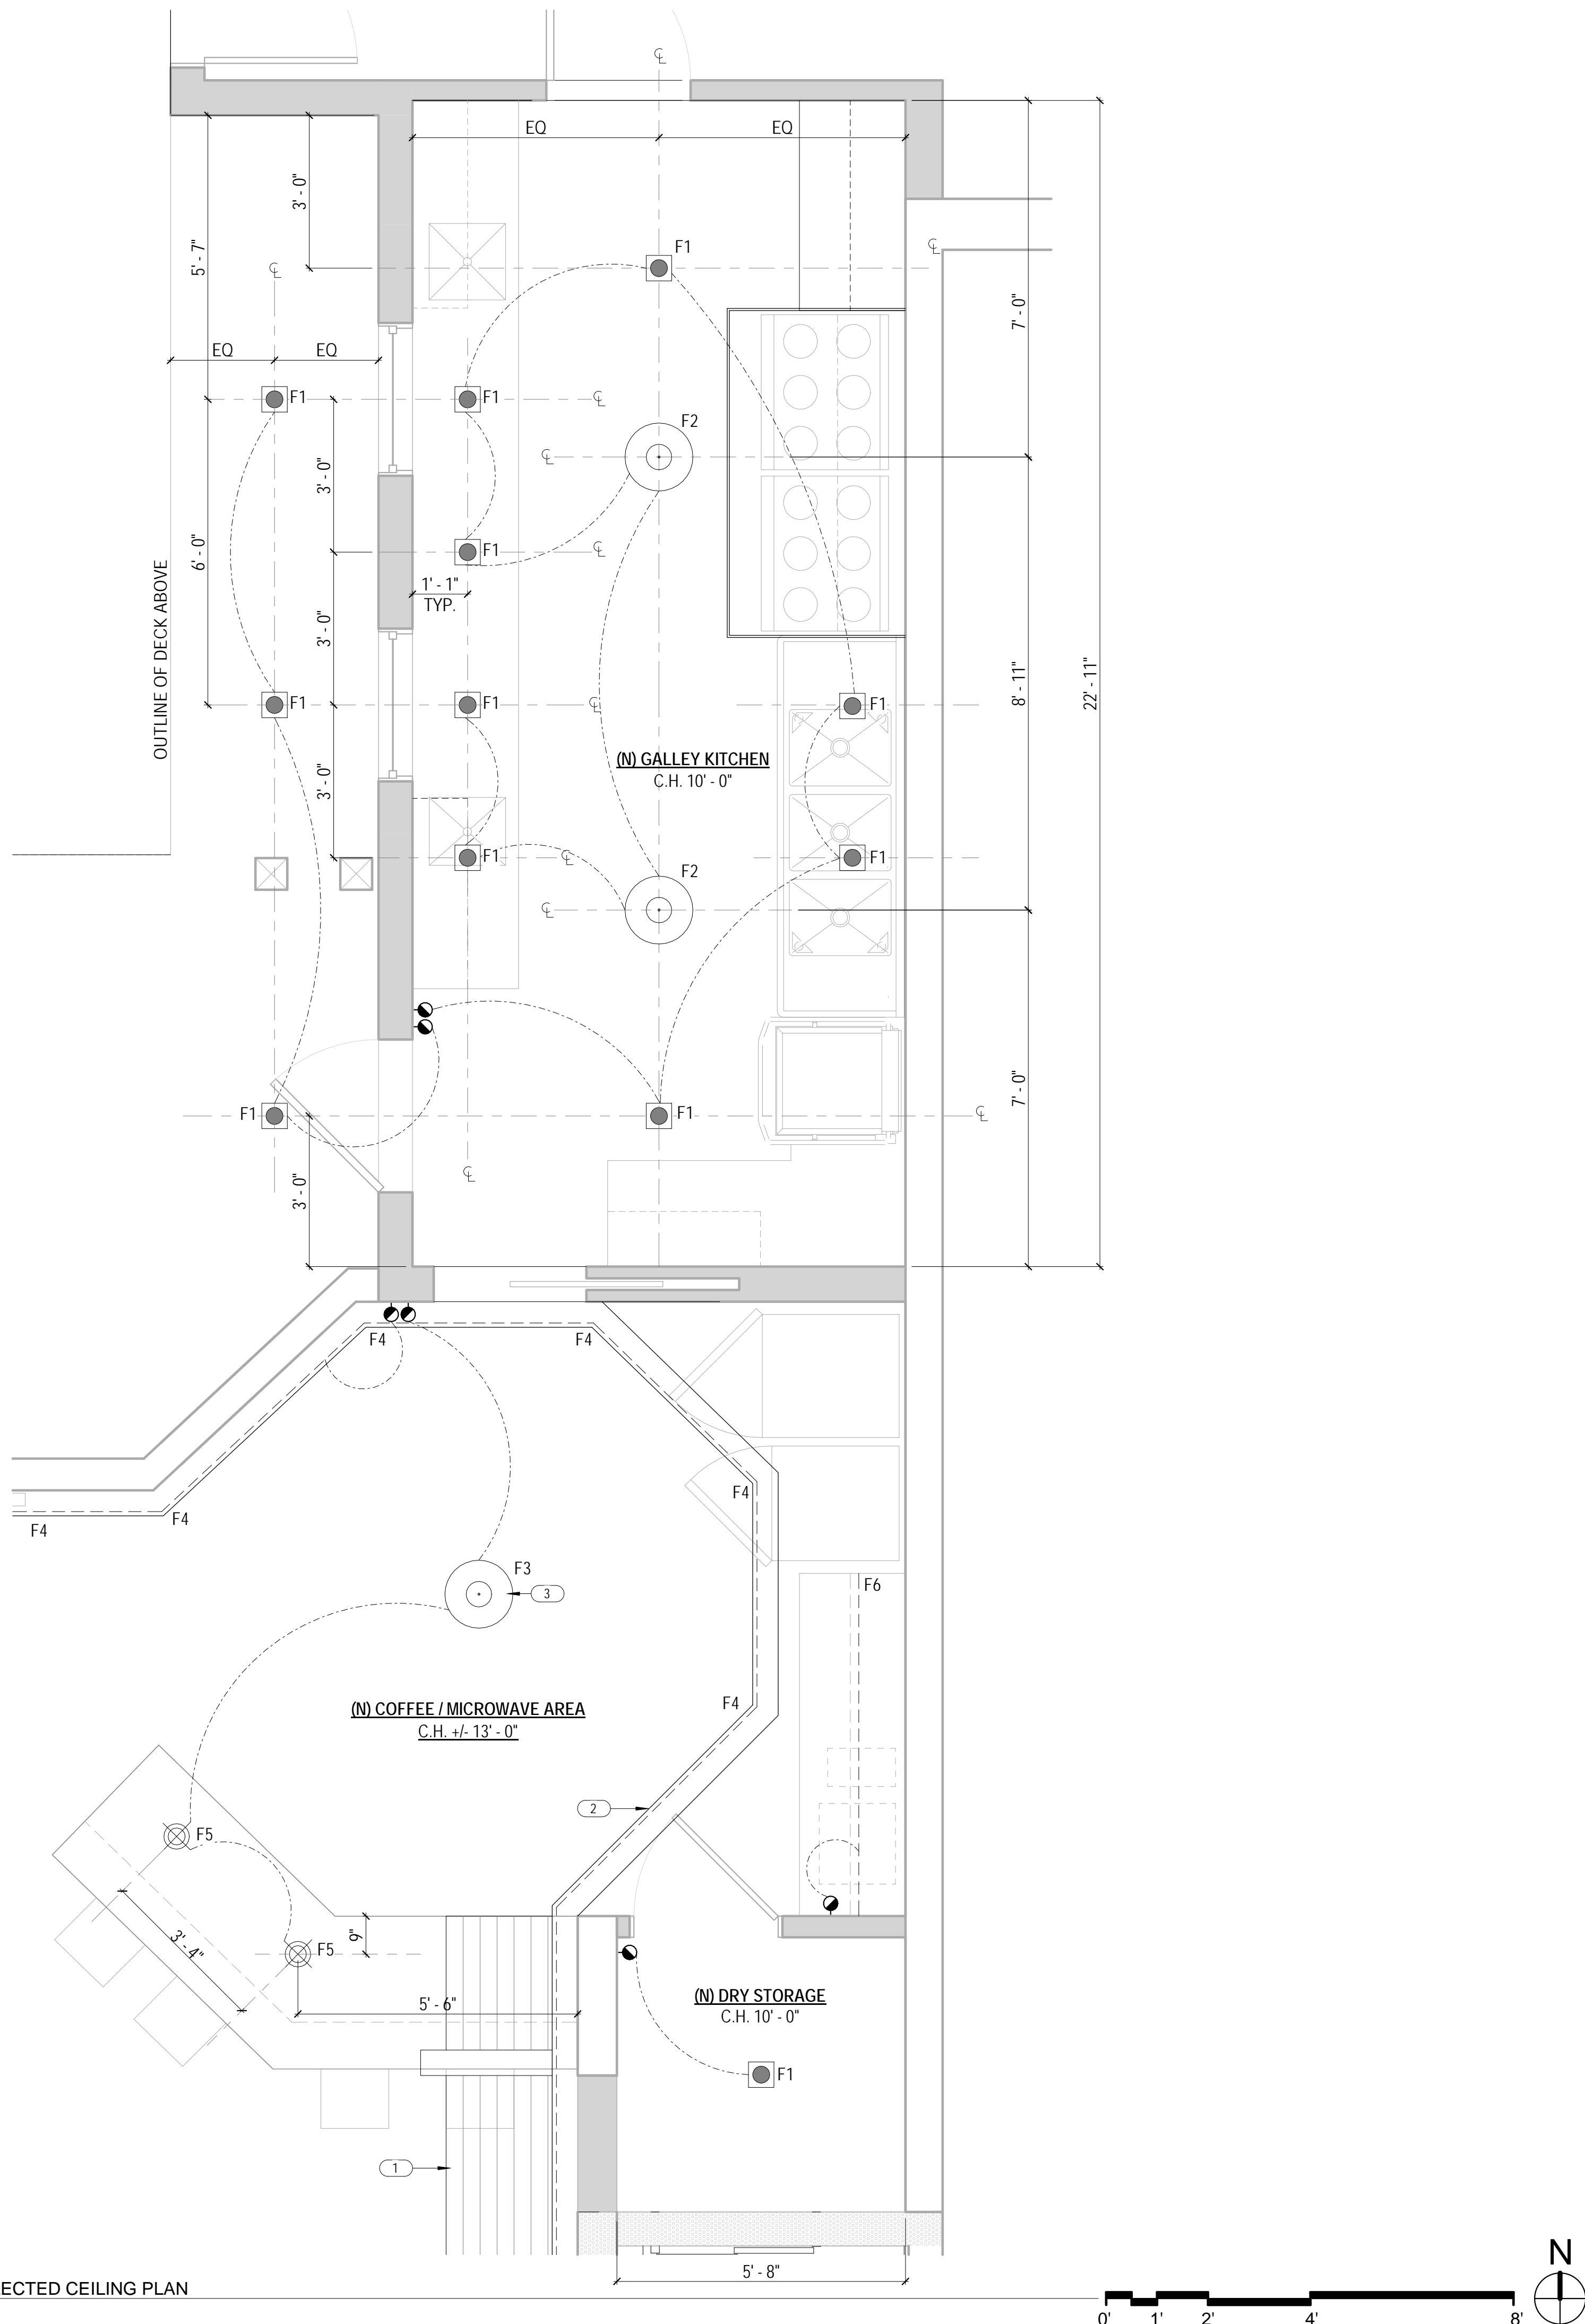 ℄
EQ EQ
3' - 0"
5' - 7"
F1
℄
℄
7' - 0"
EQ EQ
F1
F1
℄
F2
℄
3' - 0"
6' - 0"
F1
℄
1' - 1"
TYP.
OUTLINE OF DECK ABOVE
3' - 0"
8' - 11"
22' - 11"
F1
F1
℄
F1
(N) GALLEY KITCHEN
C.H. 10' - 0"
3' - 0"
F1
℄
F1
F2
℄
7' - 0"
F1
F1
℄
℄
3' - 0"
F4
F4
F4
F4
F4
F3
3
F6
F4
(N) COFFEE / MICROWAVE AREA
C.H. +/- 13' - 0"
2
F5
F5
3' - 4"
9"
5' - 6"
(N) DRY STORAGE
C.H. 10' - 0"
F1
1
5' - 8"
N
ECTED CEILING PLAN
0' 1' 2' 4' 8'